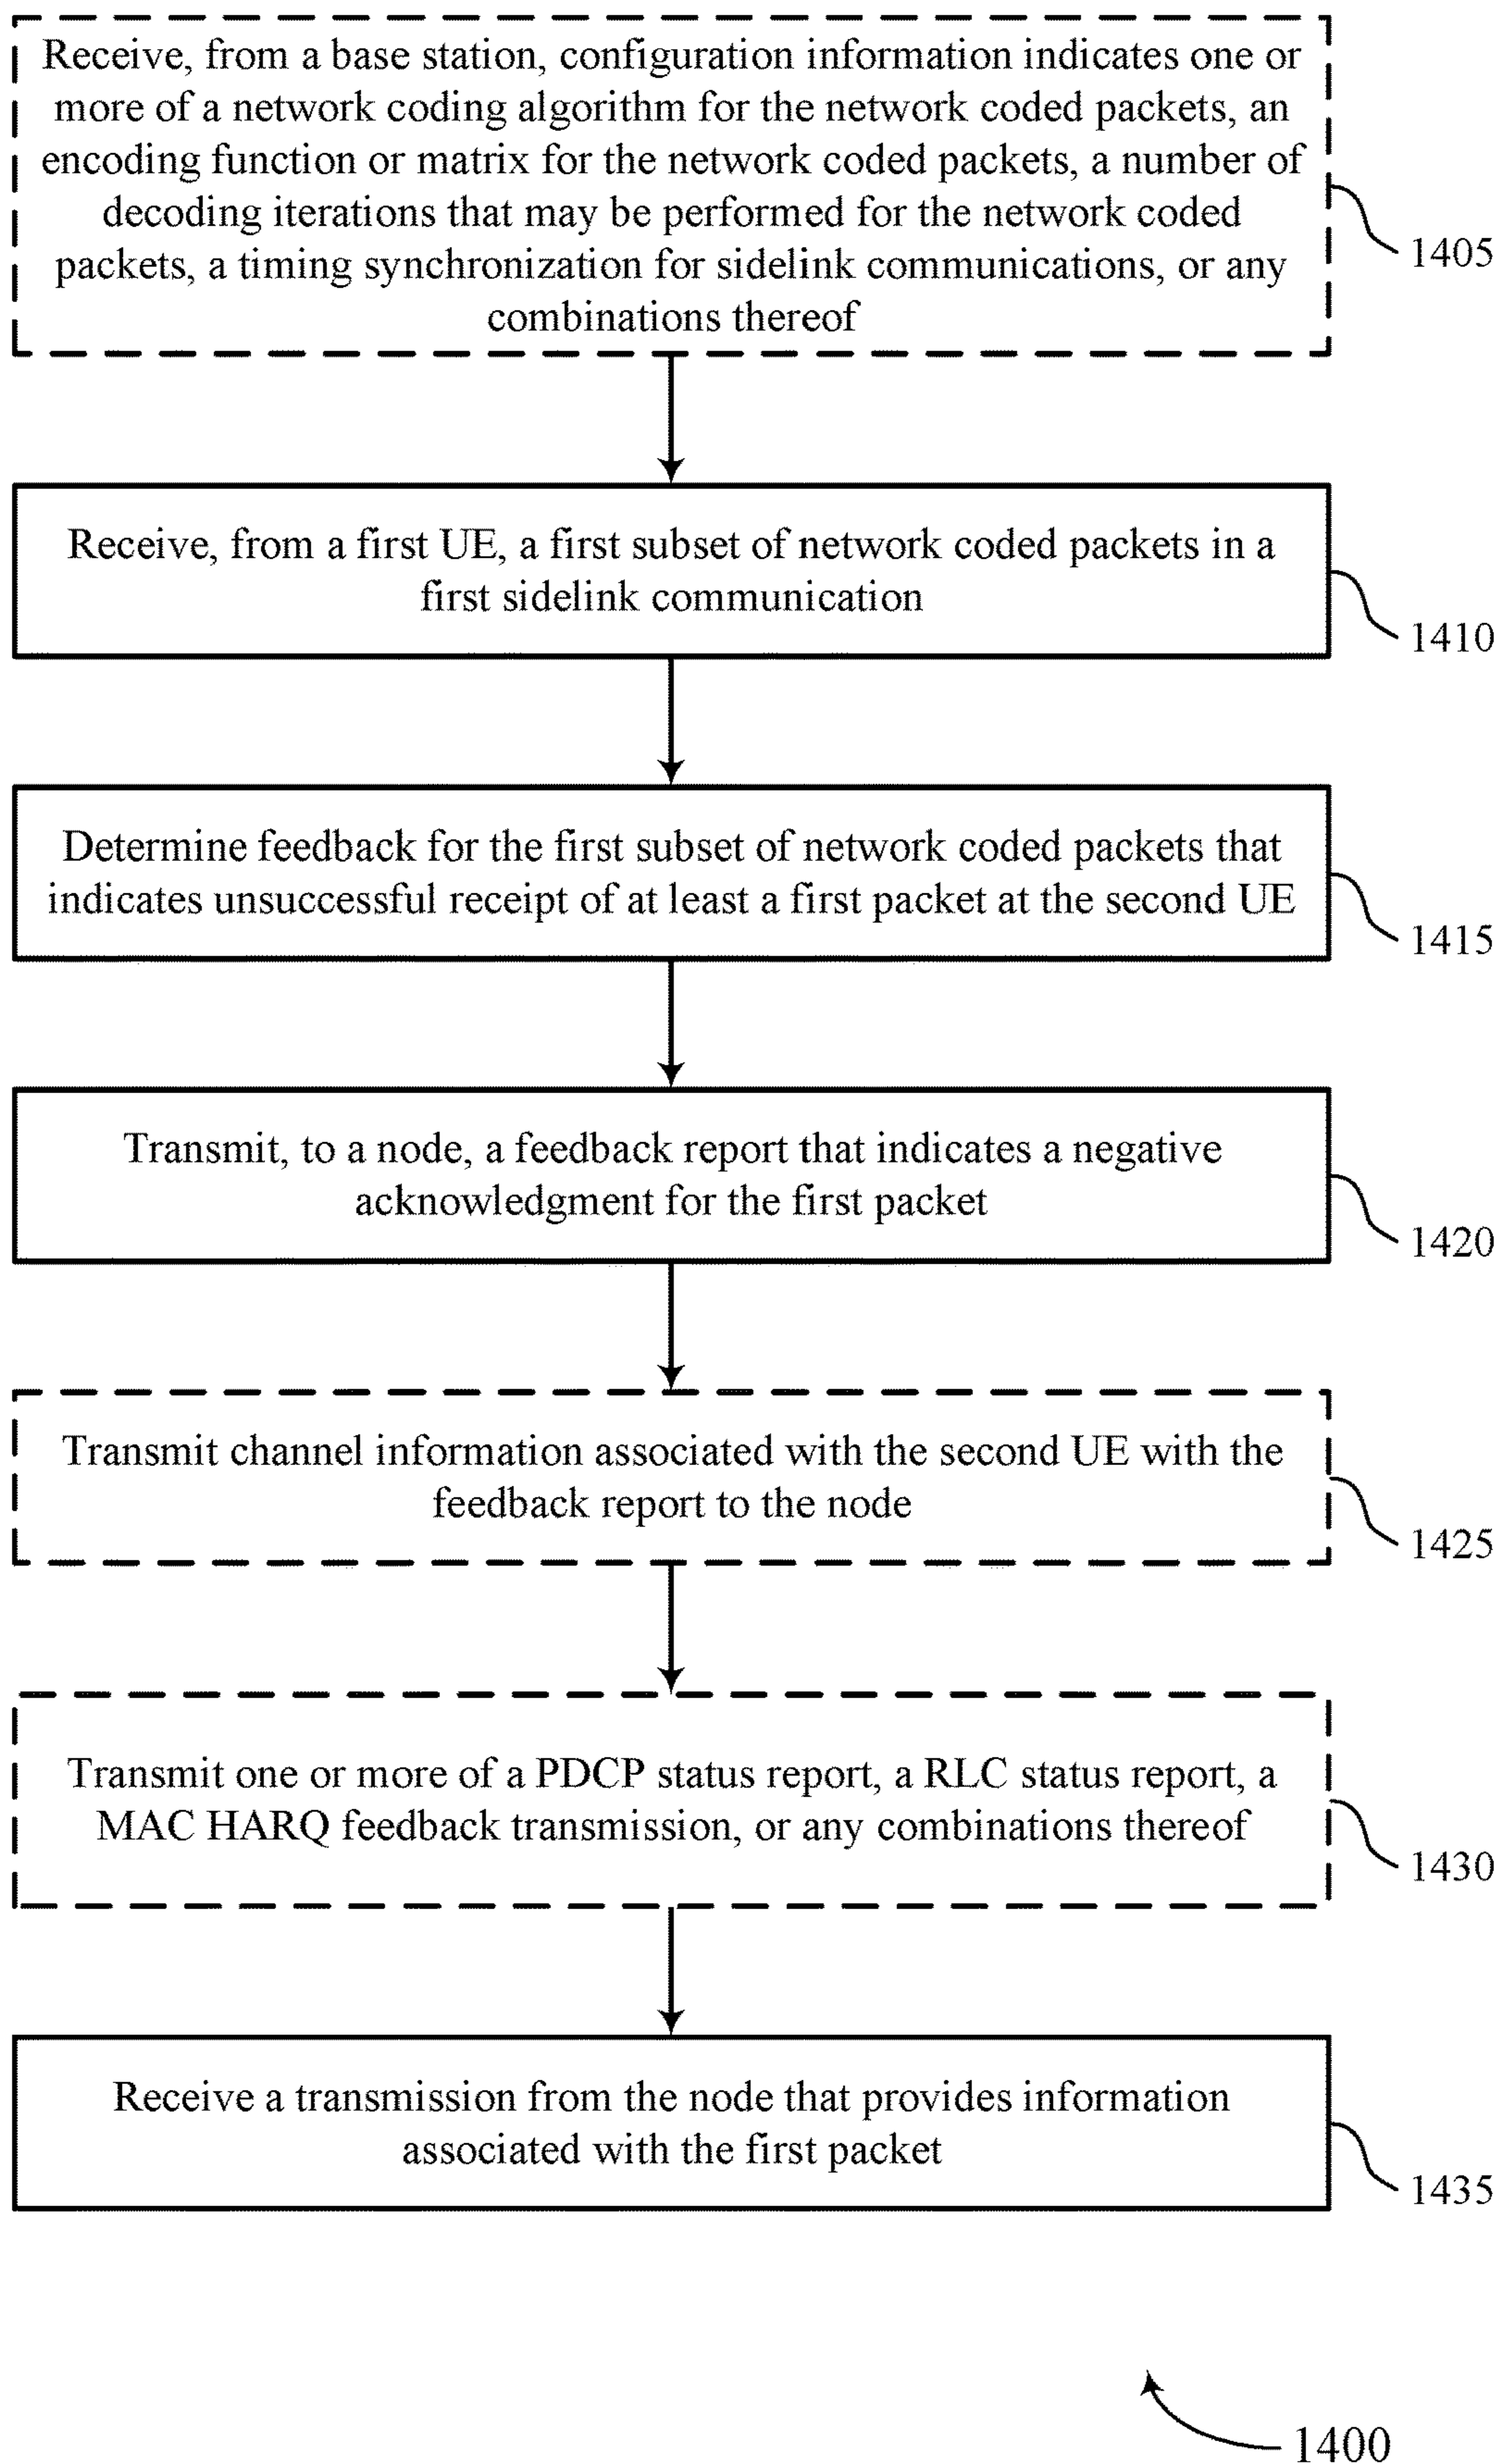 Receive, from a base station, configuration information indicates one or
more of a network coding algorithm for the network coded packets, an
encoding function or matrix for the network coded packets, a number of
decoding iterations that may be performed for the network coded
packets, a timing synchronization for sidelink communications, or any
combinations thereof
1405
Receive, from a first UE, a first subset of network coded packets in a
first sidelink communication
1410
Determine feedback for the first subset of network coded packets that
indicates unsuccessful receipt of at least a first packet at the second UE
1415
Transmit, to a node, a feedback report that indicates a negative
acknowledgment for the first packet
1420
Transmit channel information associated with the second UE with the
feedback report to the node
1425
Transmit one or more of a PDCP status report, a RLC status report, a
MAC HARQ feedback transmission, or any combinations thereof
1430
Receive a transmission from the node that provides information
associated with the first packet
1435
1400